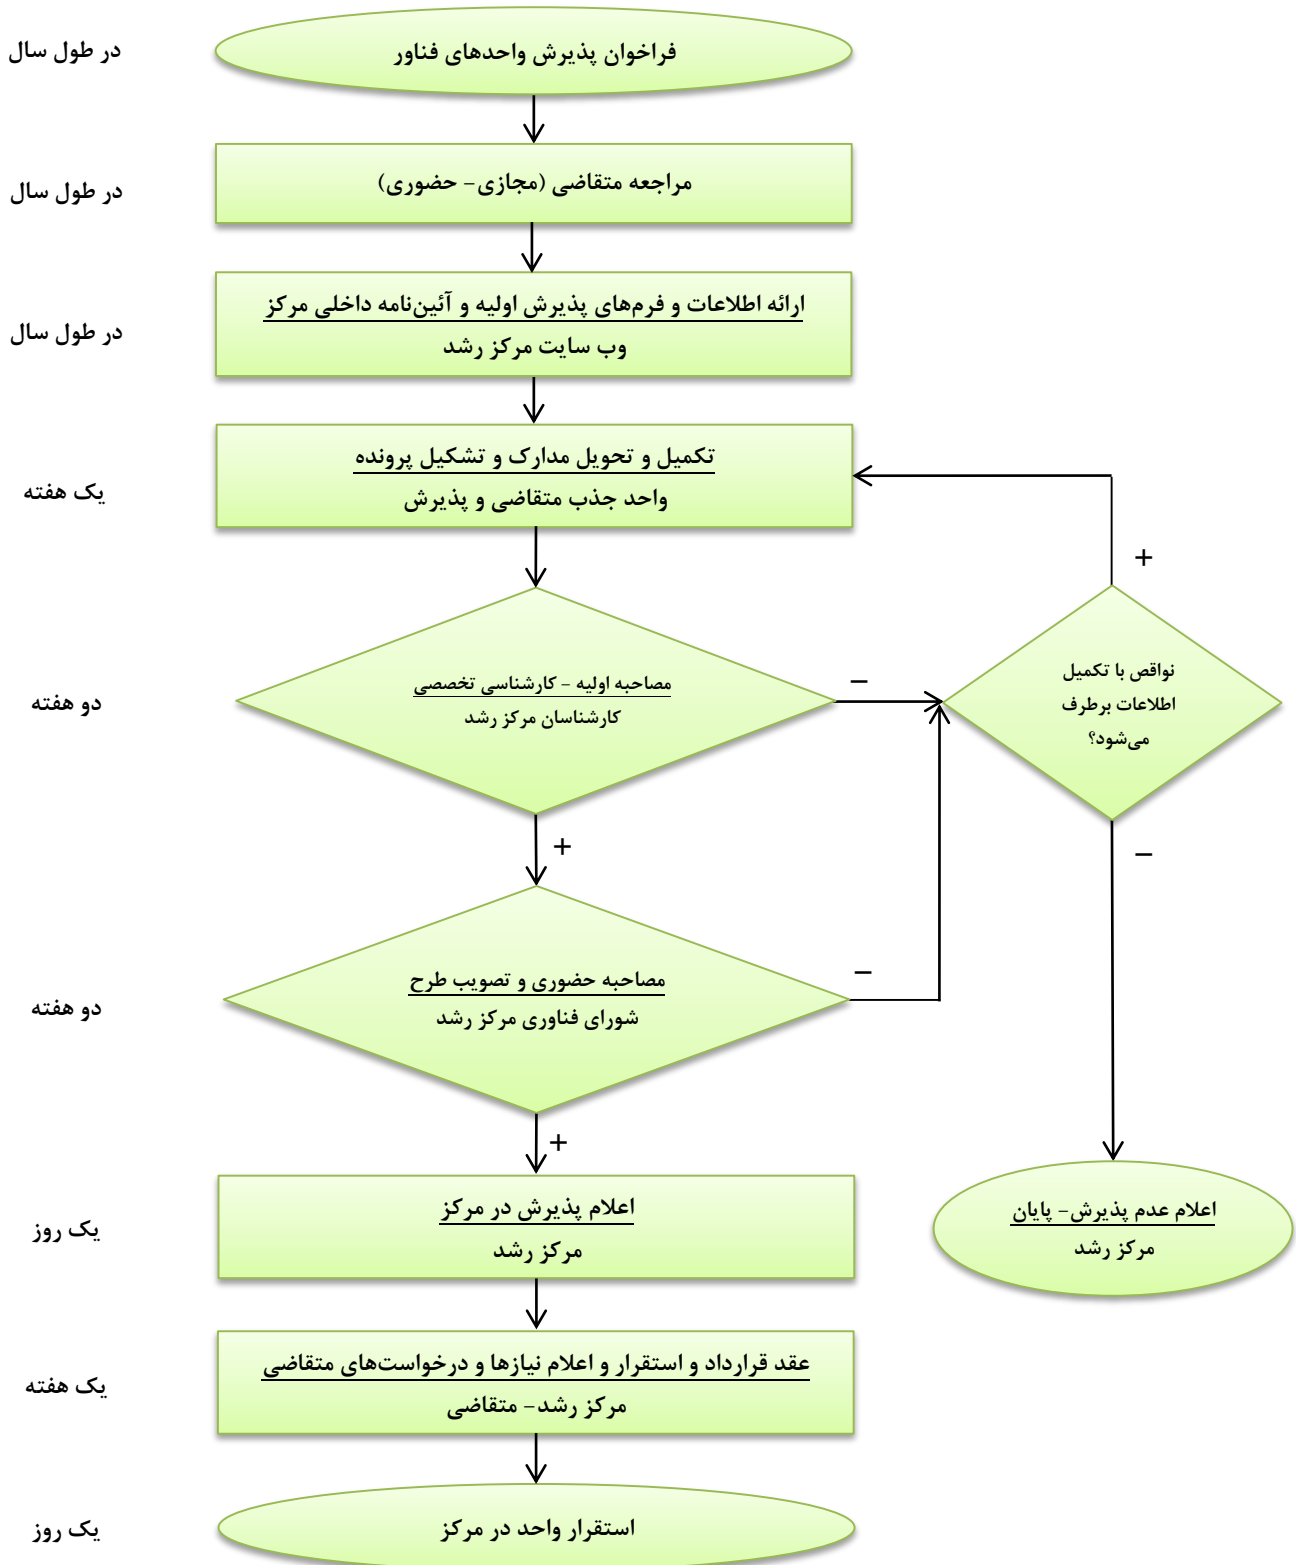 در طول سال
فراخوان پذیرش واحدهای فناور
در طول سال
مراجعه متقاضی (مجازی- حضوری)
در طول سال
ارائه اطلاعات و فرم‌های پذیرش اولیه و آئین‌نامه داخلی مرکز
وب سایت مرکز رشد
یک هفته
تکمیل و تحویل مدارک و تشکیل پرونده
واحد جذب متقاضی و پذیرش
+
نواقص با تکمیل
اطلاعات برطرف
می‌شود؟
–
–
دو هفته
مصاحبه اولیه - کارشناسی تخصصی
کارشناسان مرکز رشد
+
دو هفته
مصاحبه حضوری و تصویب طرح
شورای فناوری مرکز رشد
–
+
یک روز
اعلام پذیرش در مرکز
مرکز رشد
اعلام عدم پذیرش- پایان
مرکز رشد
یک هفته
عقد قرارداد و استقرار و اعلام نیازها و درخواست‌های متقاضی
مرکز رشد- متقاضی
یک روز
استقرار واحد در مرکز